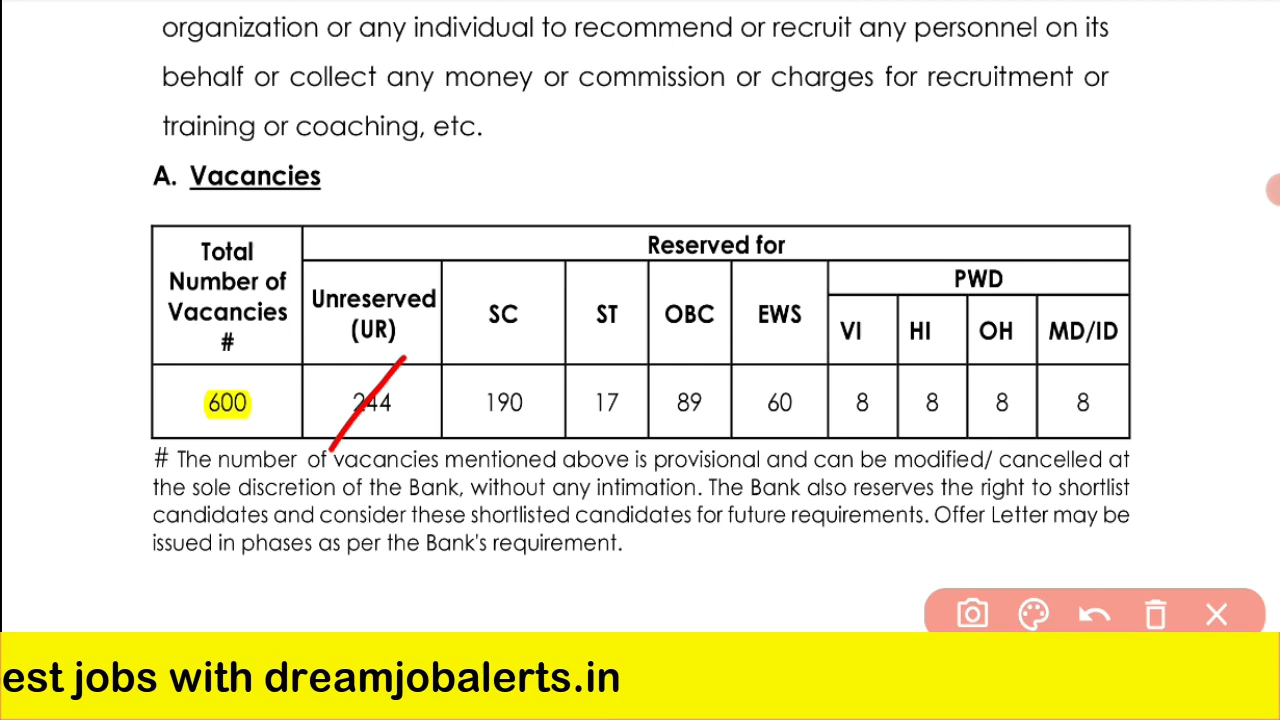 organization or any individual to recommend or recruit any personnel on its
behalf or collect any money or commission or charges for recruitment or
training or coaching, etc.
A. Vacancies
Total Number of Vacancies #
Reserved for
Unreserved (UR)
SC
ST
OBC
EWS
PWD
VI
HI
OH
MD/ID
600 244 190 17 89 60 8 8 8 8
# The number of vacancies mentioned above is provisional and can be modified/ cancelled at
the sole discretion of the Bank, without any intimation. The Bank also reserves the right to shortlist
candidates and consider these shortlisted candidates for future requirements. Offer Letter may be
issued in phases as per the Bank's requirement.
est jobs with dreamjobalerts.in